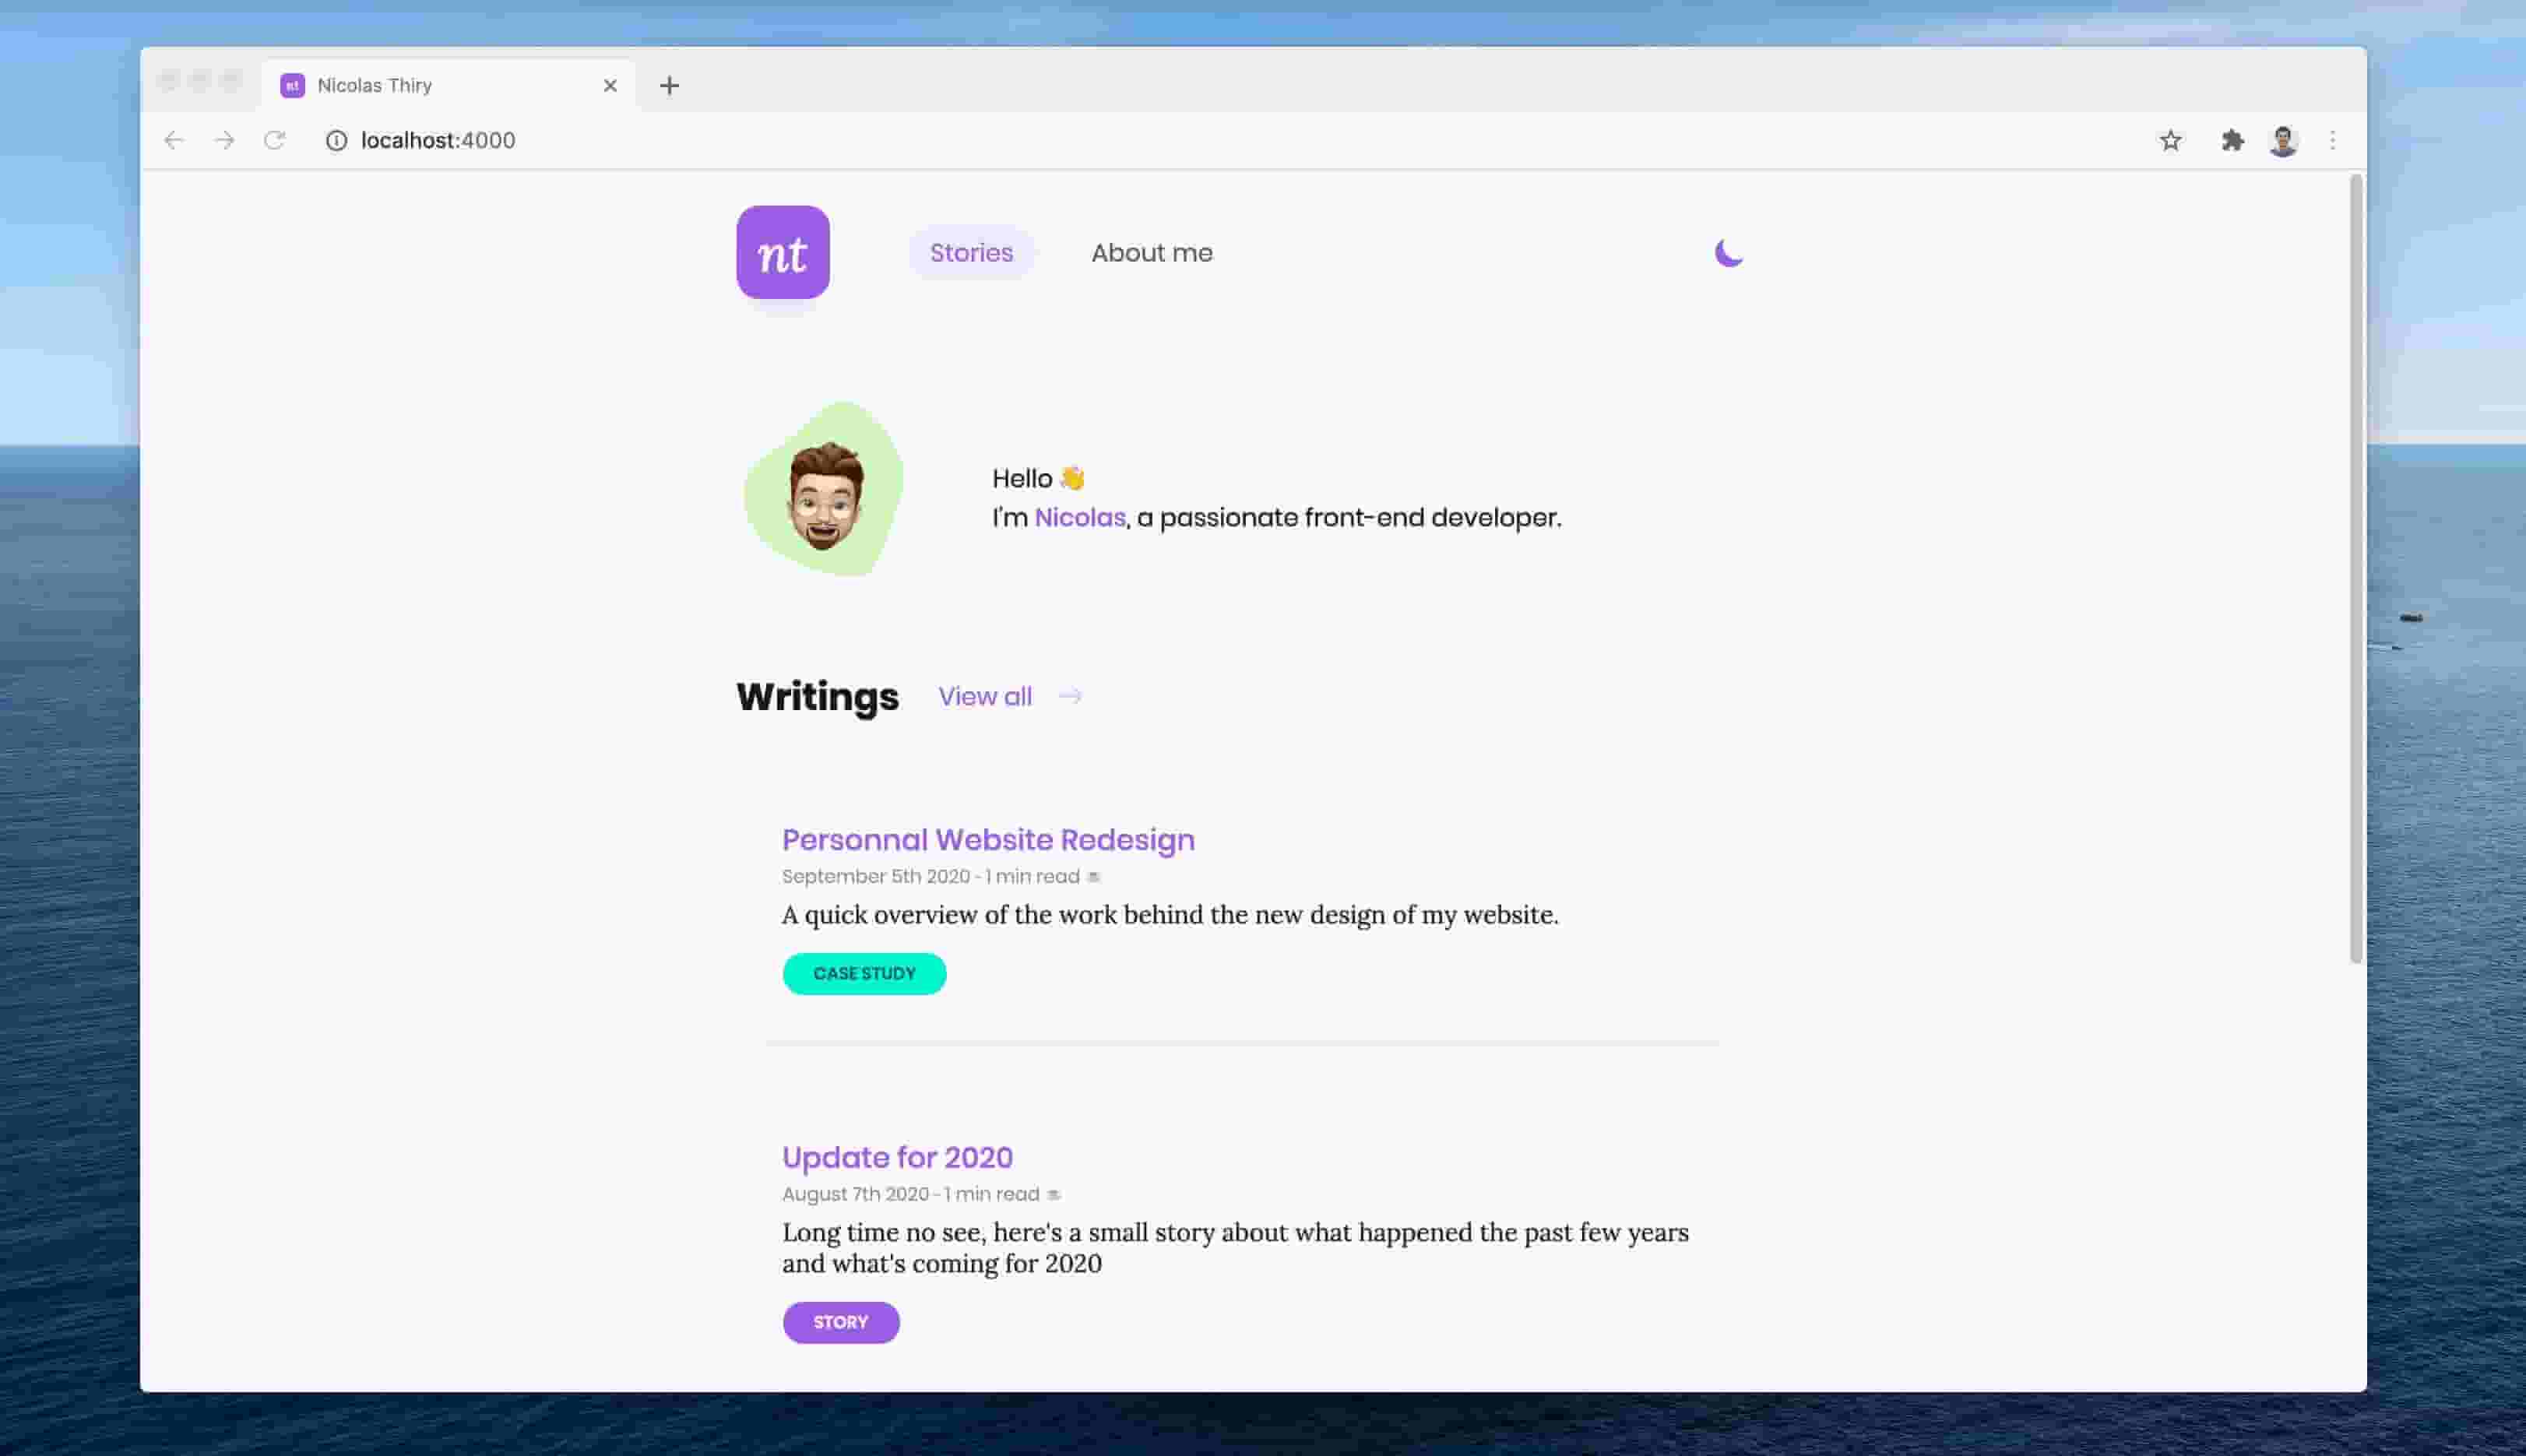 nt Nicolas Thiry
localhost:4000
nt Stories About me
Hello 👋
I'm Nicolas, a passionate front-end developer.
Writings View all →
Personnal Website Redesign
September 5th 2020 - 1 min read
A quick overview of the work behind the new design of my website.
CASE STUDY
Update for 2020
August 7th 2020 - 1 min read
Long time no see, here's a small story about what happened the past few years
and what's coming for 2020
STORY